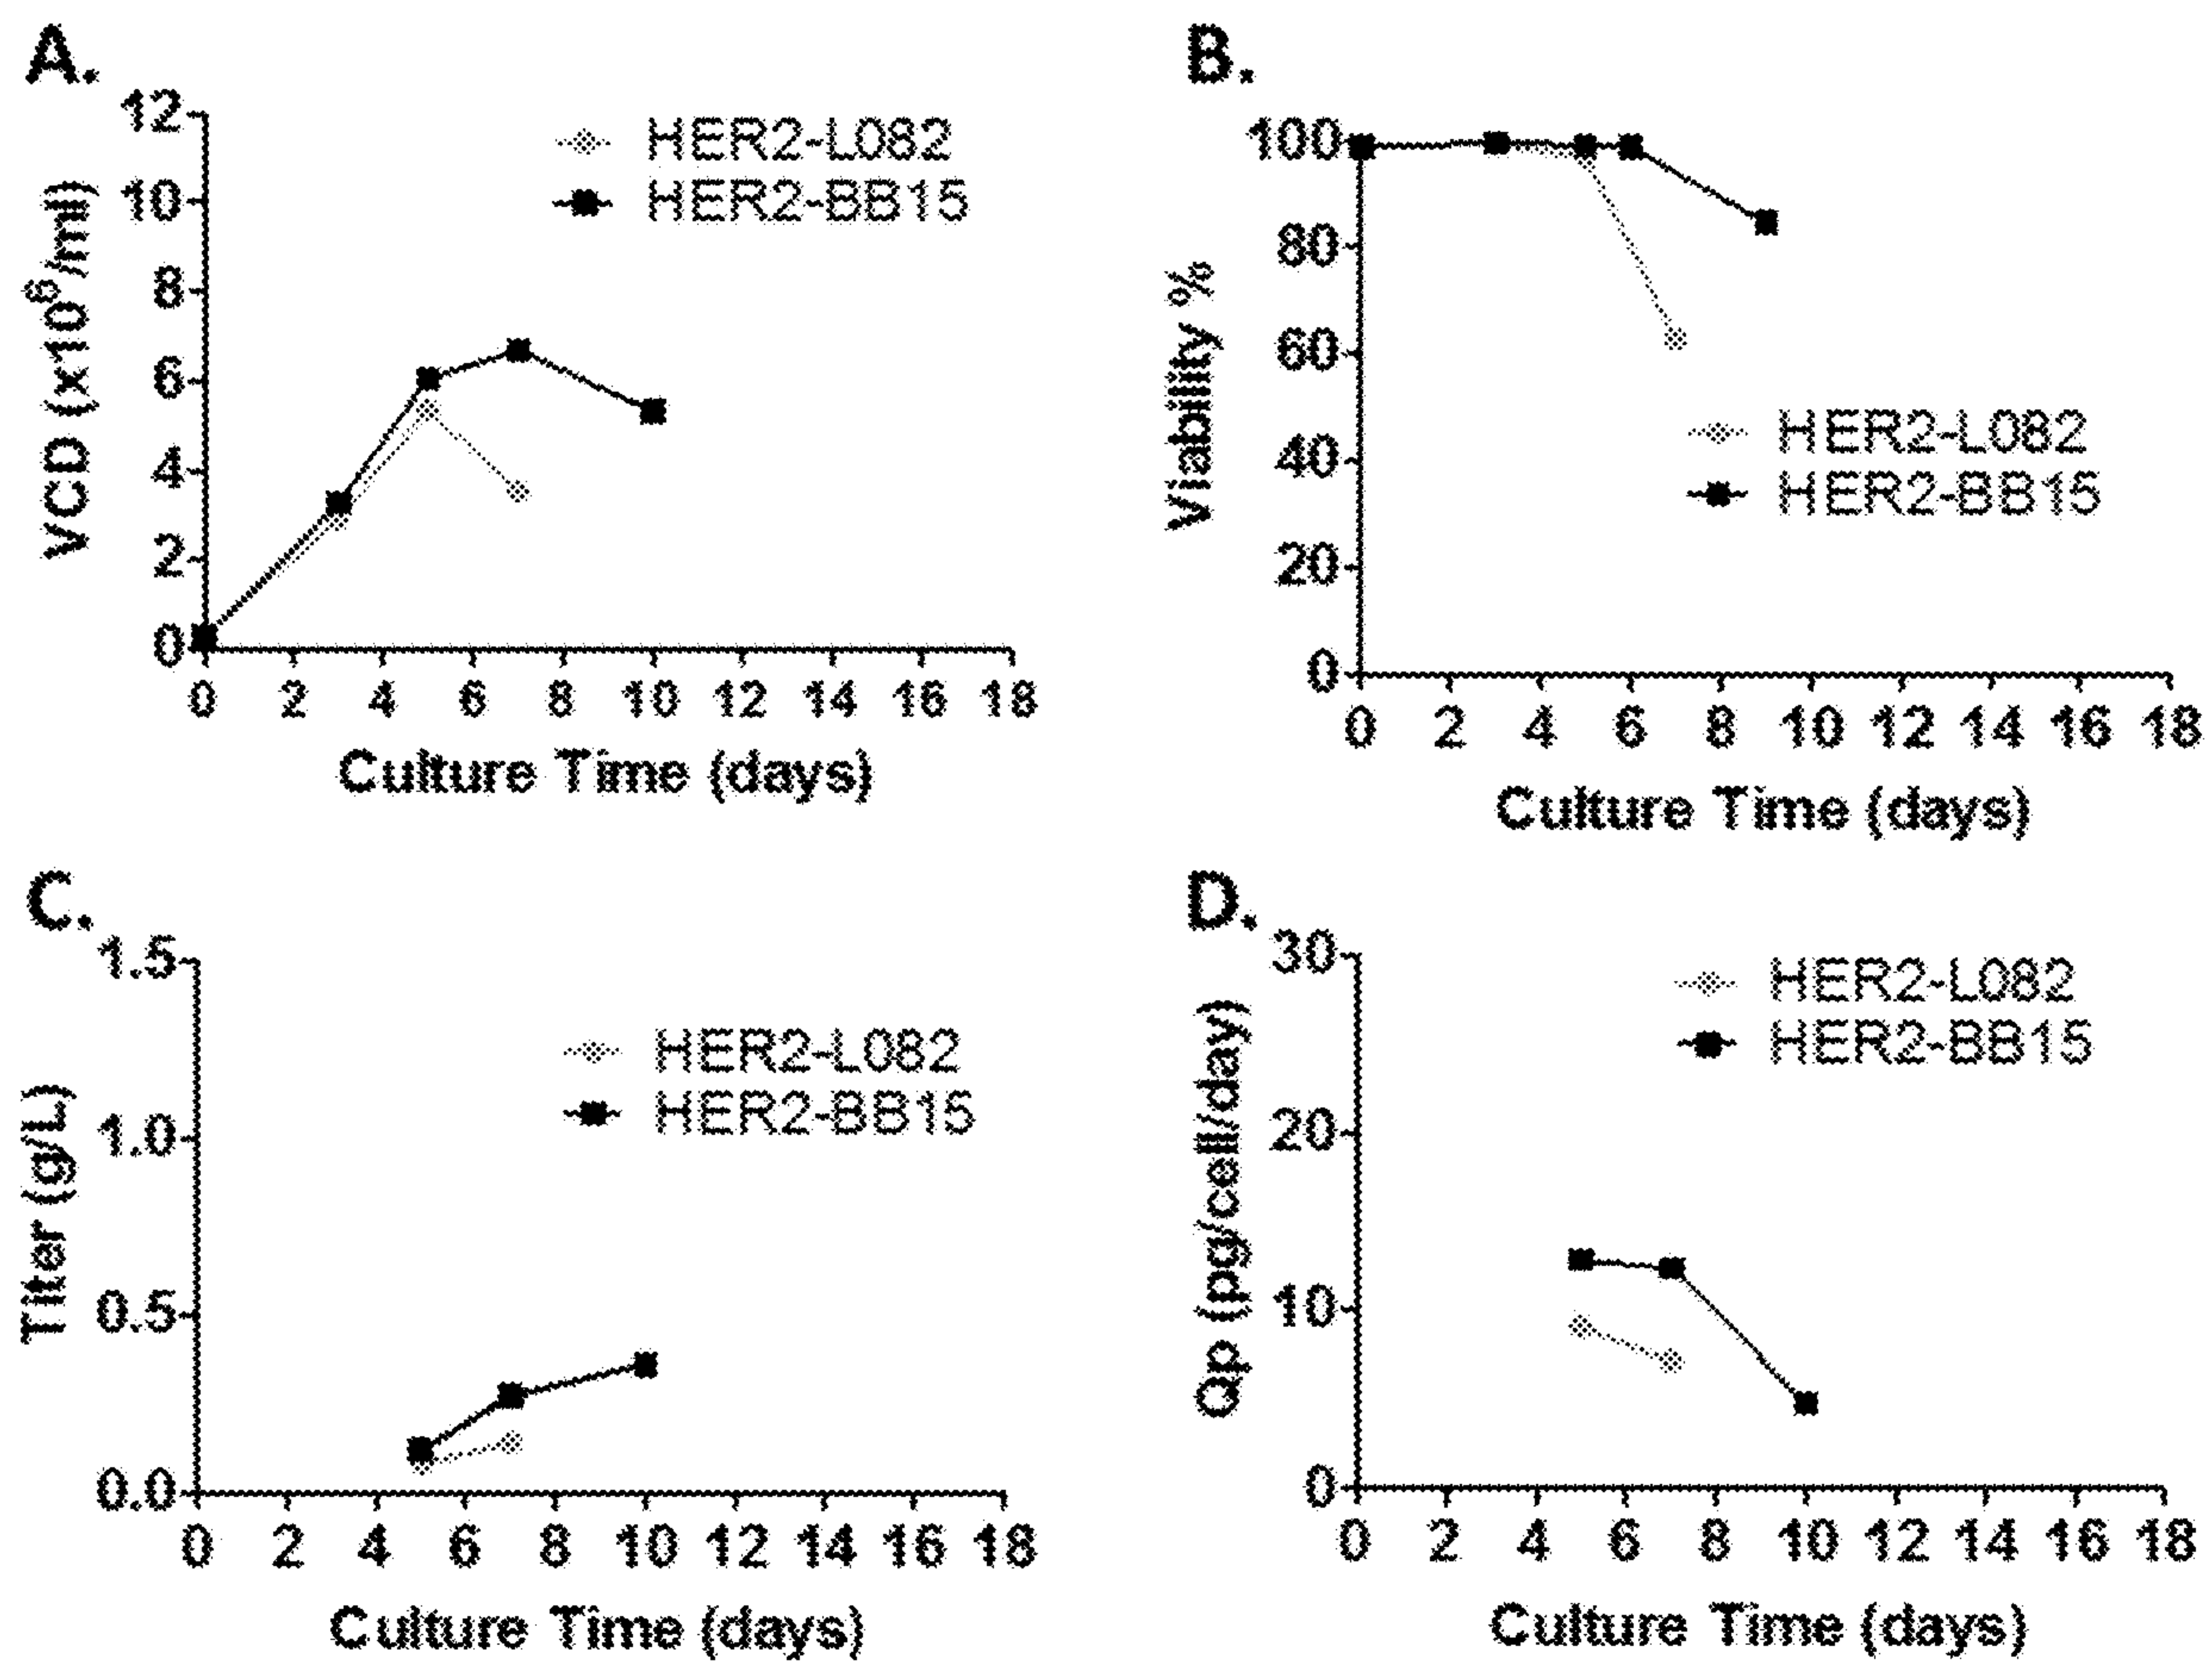 A.
VCD (x10⁶/ml)
12
10
8
6
4
2
0
HER2-L082
HER2-BB15
0 2 4 6 8 10 12 14 16 18
Culture Time (days)
B.
Viability %
100
80
60
40
20
0
HER2-L082
HER2-BB15
0 2 4 6 8 10 12 14 16 18
Culture Time (days)
C.
Titer (g/L)
1.5
1.0
0.5
0.0
HER2-L082
HER2-BB15
0 2 4 6 8 10 12 14 16 18
Culture Time (days)
D.
Qp (pg/cell/day)
30
20
10
0
HER2-L082
HER2-BB15
0 2 4 6 8 10 12 14 16 18
Culture Time (days)